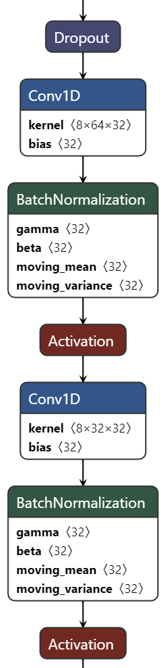 Dropout
Conv1D
kernel 〈8×64×32〉
bias 〈32〉
BatchNormalization
gamma 〈32〉
beta 〈32〉
moving_mean 〈32〉
moving_variance 〈32〉
Activation
Conv1D
kernel 〈8×32×32〉
bias 〈32〉
BatchNormalization
gamma 〈32〉
beta 〈32〉
moving_mean 〈32〉
moving_variance 〈32〉
Activation